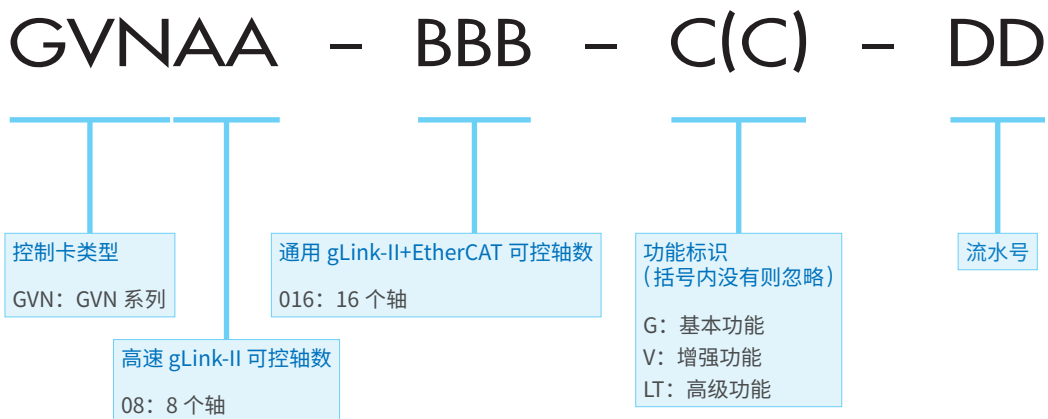 GVNAA – BBB – C(C) – DD
控制卡类型
GVN：GVN 系列
高速 gLink-II 可控轴数
08：8 个轴
通用 gLink-II+EtherCAT 可控轴数
016：16 个轴
功能标识
（括号内没有则忽略）
G：基本功能
V：增强功能
LT：高级功能
流水号